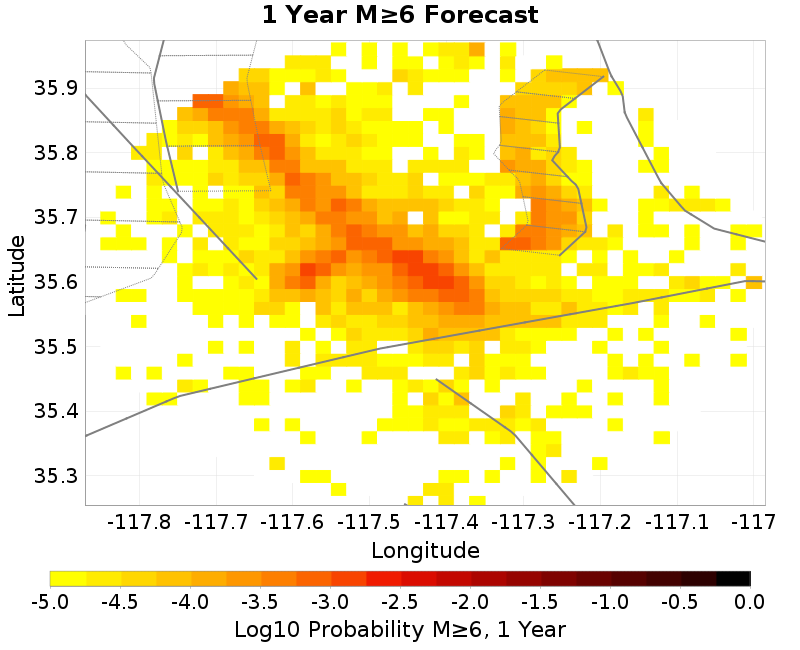 1 Year M≥6 Forecast
35.9
35.8
35.7
35.6
35.5
35.4
35.3
Latitude
-117.8 -117.7 -117.6 -117.5 -117.4 -117.3 -117.2 -117.1 -117
Longitude
-5.0 -4.5 -4.0 -3.5 -3.0 -2.5 -2.0 -1.5 -1.0 -0.5 0.0
Log10 Probability M≥6, 1 Year